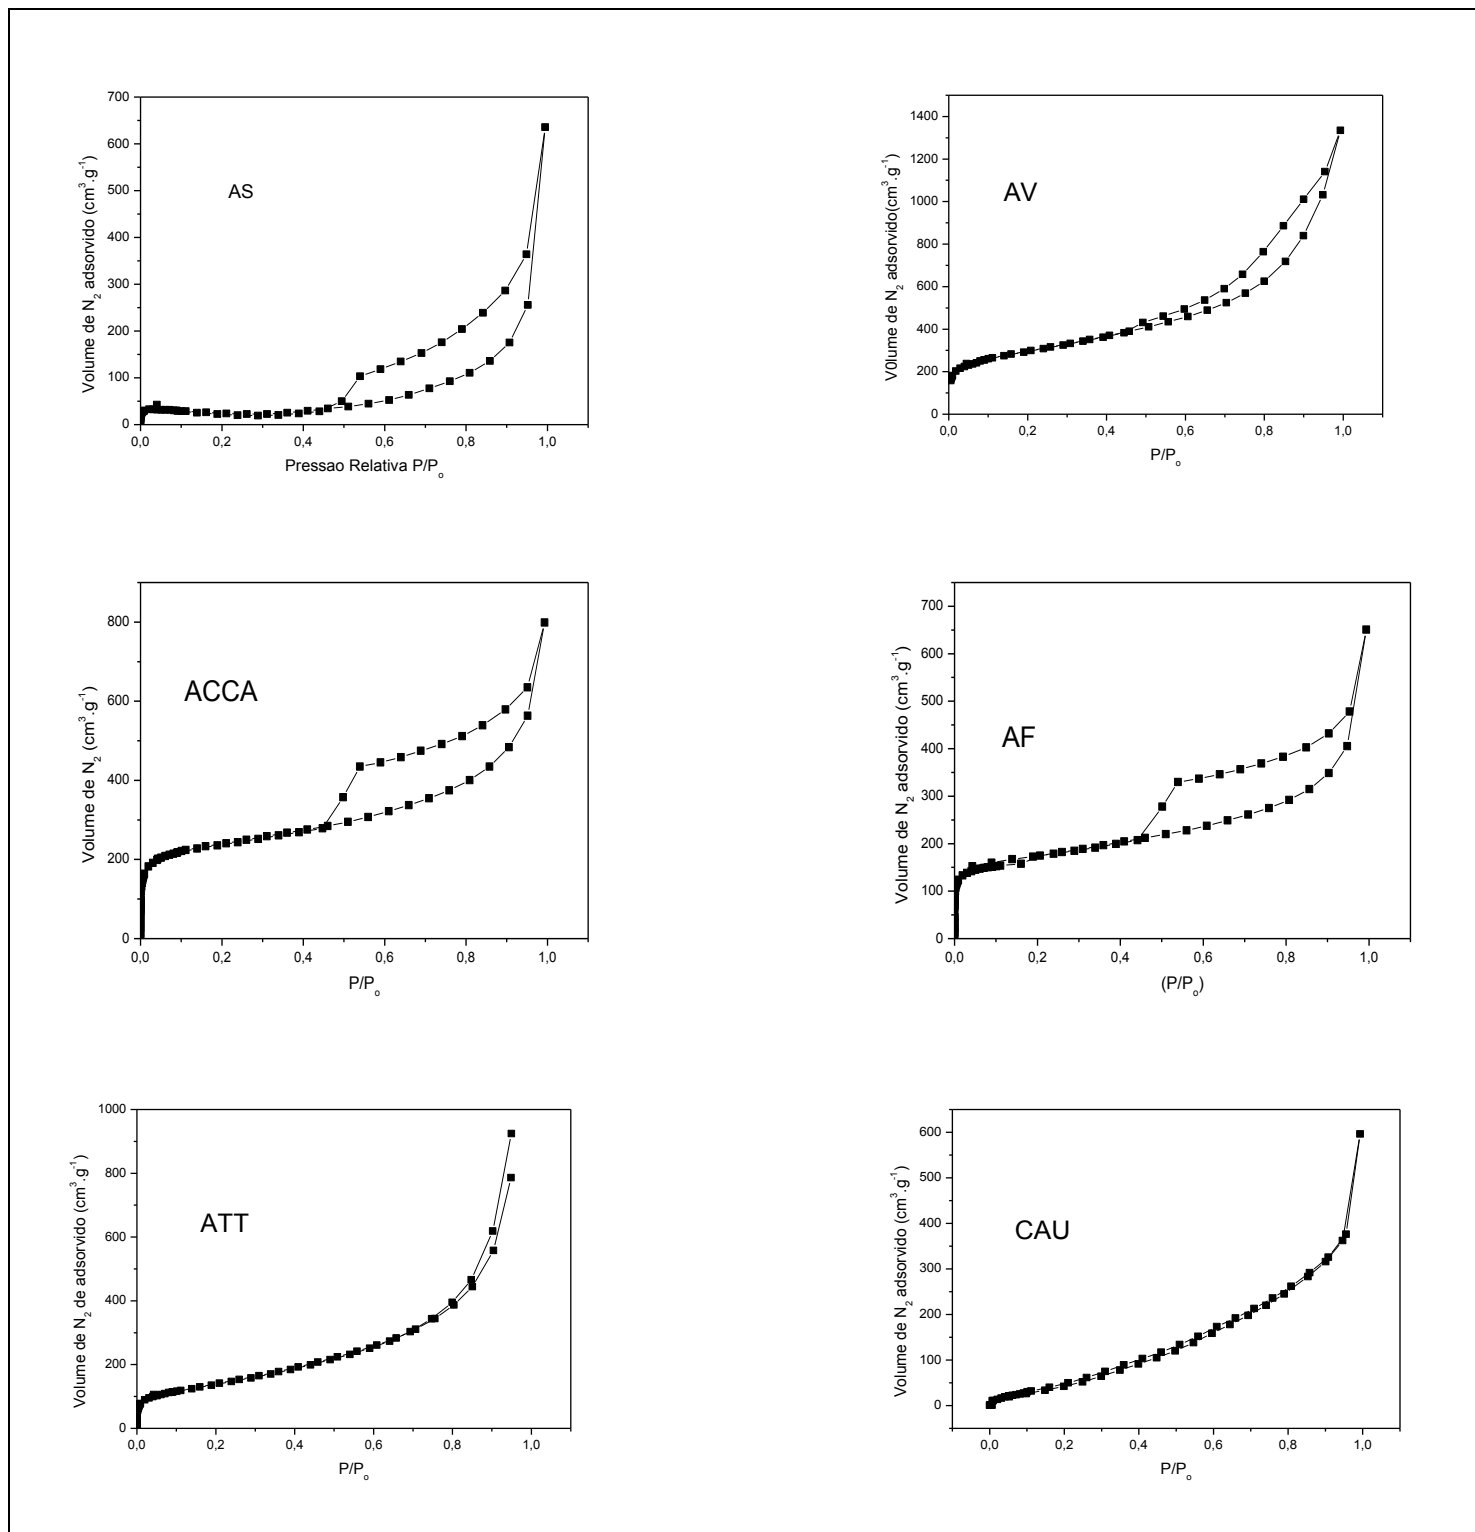 AS
Volume de N₂ adsorvido (cm³.g⁻¹)
700
600
500
400
300
200
100
0
0,0 0,2 0,4 0,6 0,8 1,0
Pressao Relativa P/Pₒ
AV
V0lume de N₂ adsorvido(cm³.g⁻¹)
1400
1200
1000
800
600
400
200
0
0,0 0,2 0,4 0,6 0,8 1,0
P/Pₒ
ACCA
Volume de N₂ (cm³.g⁻¹)
800
600
400
200
0
0,0 0,2 0,4 0,6 0,8 1,0
P/Pₒ
AF
Volume de N₂ adsorvido (cm³.g⁻¹)
700
600
500
400
300
200
100
0
0,0 0,2 0,4 0,6 0,8 1,0
(P/Pₒ)
ATT
Volume de N₂ de adsorvido (cm³.g⁻¹)
1000
800
600
400
200
0
0,0 0,2 0,4 0,6 0,8 1,0
P/Pₒ
CAU
Volume de N₂ adsorvido (cm³.g⁻¹)
600
500
400
300
200
100
0
0,0 0,2 0,4 0,6 0,8 1,0
P/Pₒ